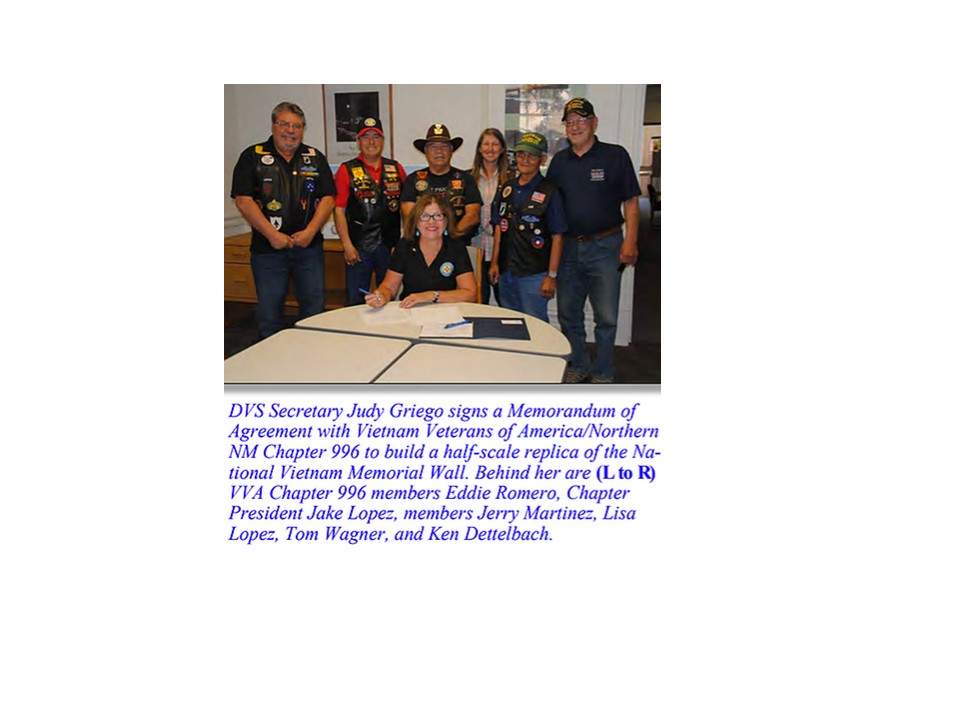 DVS Secretary Judy Griego signs a Memorandum of
Agreement with Vietnam Veterans of America/Northern
NM Chapter 996 to build a half-scale replica of the Na-
tional Vietnam Memorial Wall. Behind her are (L to R)
VVA Chapter 996 members Eddie Romero, Chapter
President Jake Lopez, members Jerry Martinez, Lisa
Lopez, Tom Wagner, and Ken Dettelbach.